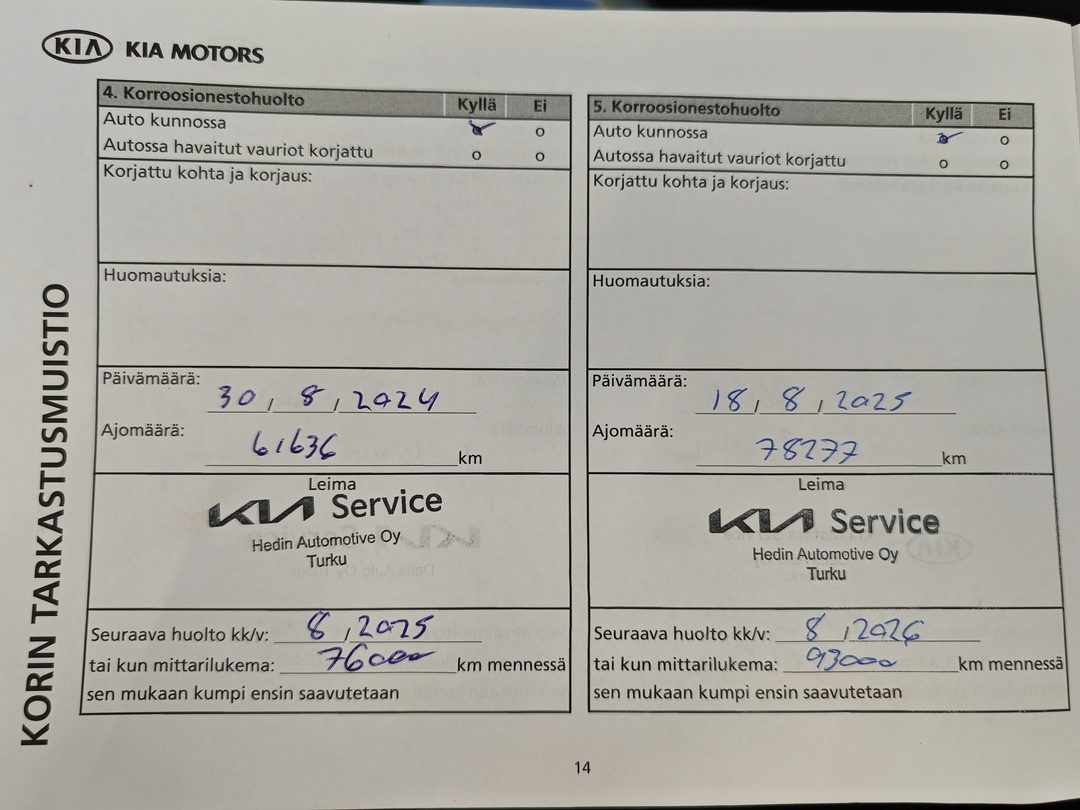 KIA KIA MOTORS
KORIN TARKASTUSMUISTIO
4. Korroosionestohuolto Kyllä Ei
Auto kunnossa o
Autossa havaitut vauriot korjattu o o
Korjattu kohta ja korjaus:
Huomautuksia:
Päivämäärä: 30 / 8 / 2024
Ajomäärä: 61636 km
Leima
KIA Service
Hedin Automotive Oy
Turku
Seuraava huolto kk/v: 8 / 2025
tai kun mittarilukema: 76000 km mennessä
sen mukaan kumpi ensin saavutetaan
5. Korroosionestohuolto Kyllä Ei
Auto kunnossa o
Autossa havaitut vauriot korjattu o o
Korjattu kohta ja korjaus:
Huomautuksia:
Päivämäärä: 18 / 8 / 2025
Ajomäärä: 78277 km
Leima
KIA Service
Hedin Automotive Oy
Turku
Seuraava huolto kk/v: 8 / 2026
tai kun mittarilukema: 93000 km mennessä
sen mukaan kumpi ensin saavutetaan
14